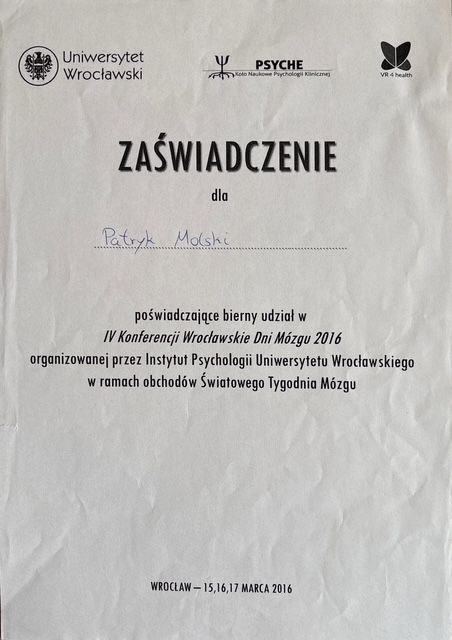 Uniwersytet
Wrocławski
PSYCHE
Koło Naukowe Psychologii Klinicznej
VR 4 health
ZAŚWIADCZENIE
dla
Patryk Molski
poświadczające bierny udział w
IV Konferencji Wrocławskie Dni Mózgu 2016
organizowanej przez Instytut Psychologii Uniwersytetu Wrocławskiego
w ramach obchodów Światowego Tygodnia Mózgu
WROCŁAW – 15,16,17 MARCA 2016